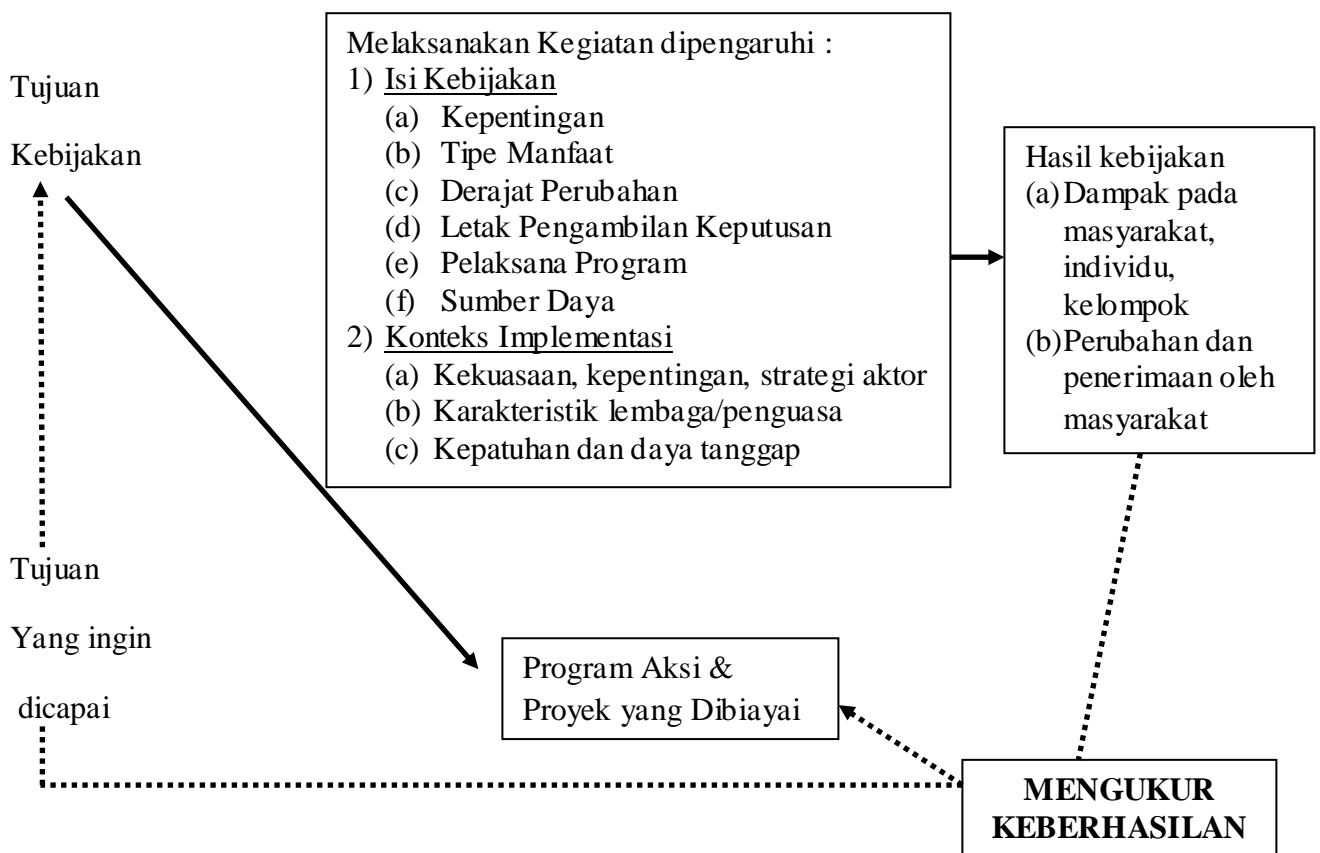 Tujuan
Kebijakan
Melaksanakan Kegiatan dipengaruhi :
1) Isi Kebijakan
(a) Kepentingan
(b) Tipe Manfaat
(c) Derajat Perubahan
(d) Letak Pengambilan Keputusan
(e) Pelaksana Program
(f) Sumber Daya
2) Konteks Implementasi
(a) Kekuasaan, kepentingan, strategi aktor
(b) Karakteristik lembaga/penguasa
(c) Kepatuhan dan daya tanggap
Hasil kebijakan
(a) Dampak pada
masyarakat,
individu,
kelompok
(b) Perubahan dan
penerimaan oleh
masyarakat
Tujuan
Yang ingin
dicapai
Program Aksi &
Proyek yang Dibiayai
MENGUKUR
KEBERHASILAN